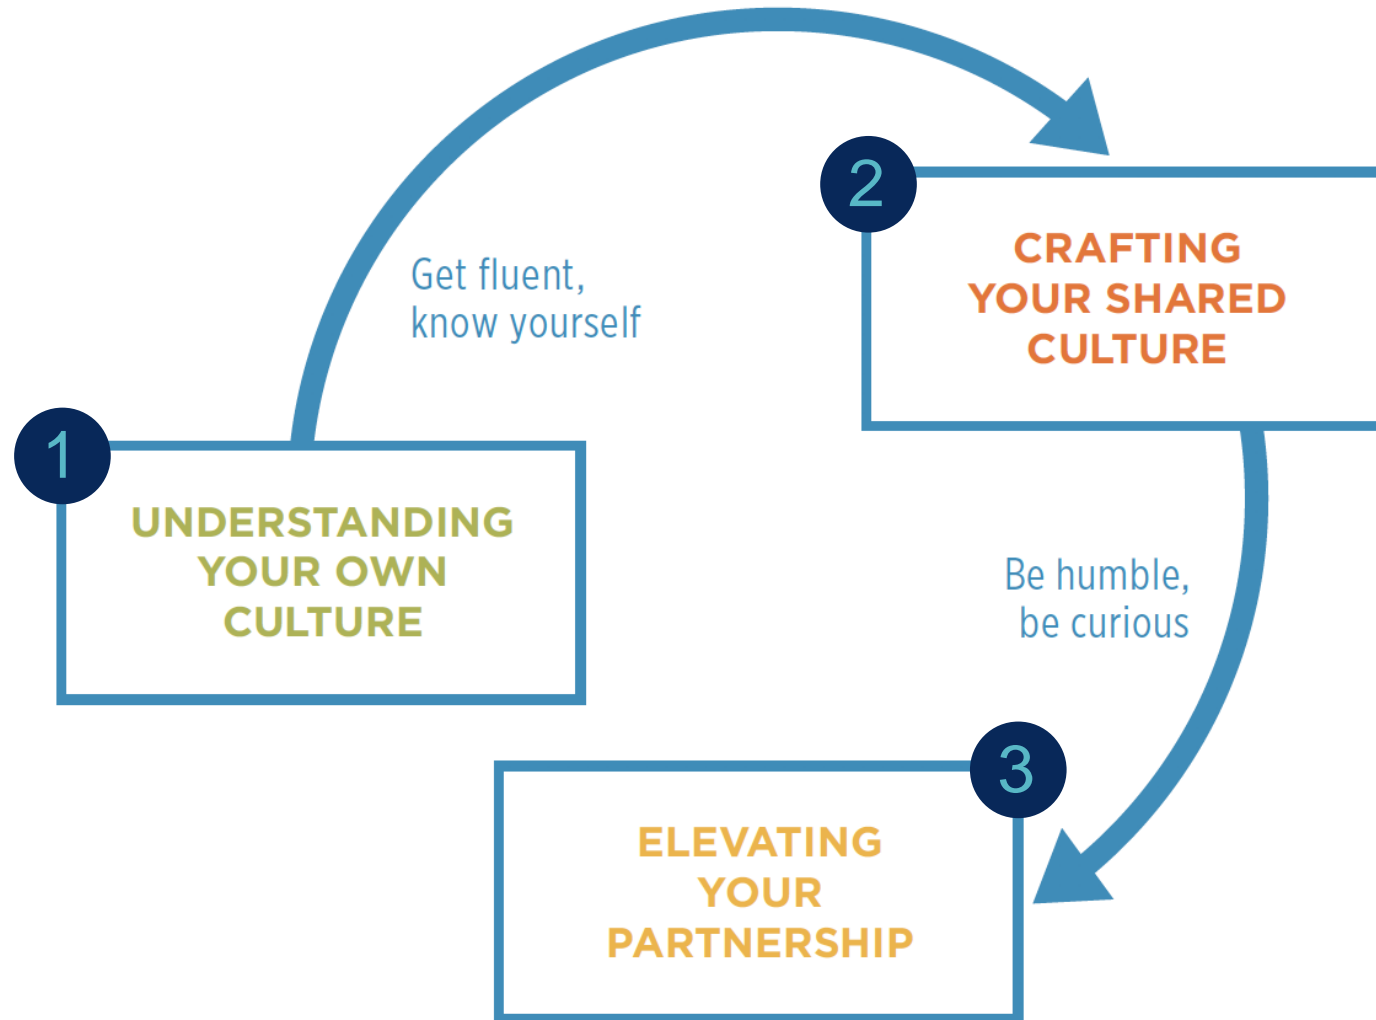 1
UNDERSTANDING
YOUR OWN
CULTURE
Get fluent,
know yourself
2
CRAFTING
YOUR SHARED
CULTURE
Be humble,
be curious
3
ELEVATING
YOUR
PARTNERSHIP